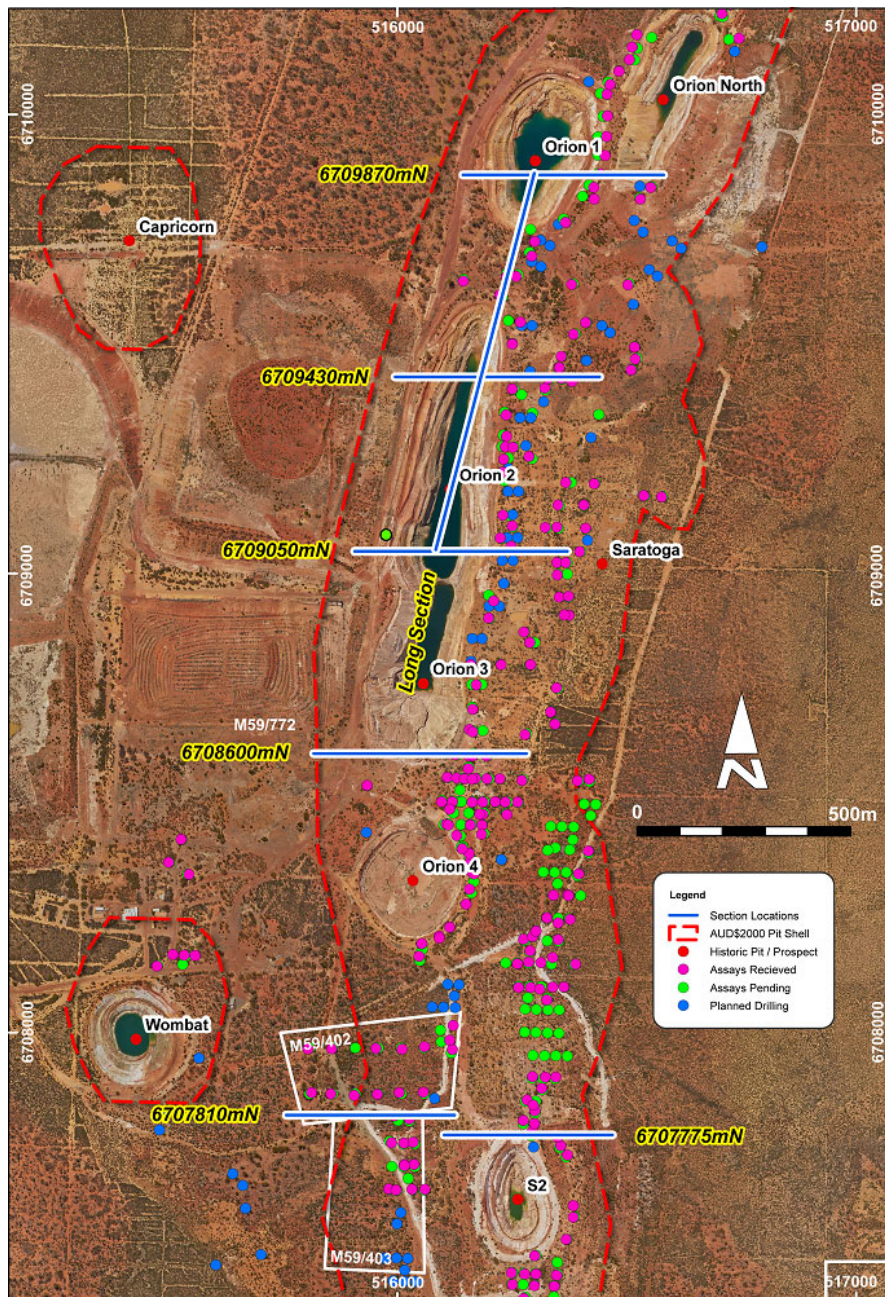 516000
517000
6710000
6710000
Orion North
Orion 1
6709870mN
Capricorn
6709430mN
Orion 2
6709050mN
Saratoga
6709000
6709000
Long Section
Orion 3
M59/772
6708600mN
N
0
500m
Orion 4
Legend
Section Locations
AUD$2000 Pit Shell
Historic Pit / Prospect
Assays Recieved
Assays Pending
Planned Drilling
6708000
6708000
Wombat
M59/402
6707810mN
6707775mN
S2
M59/403
516000
517000